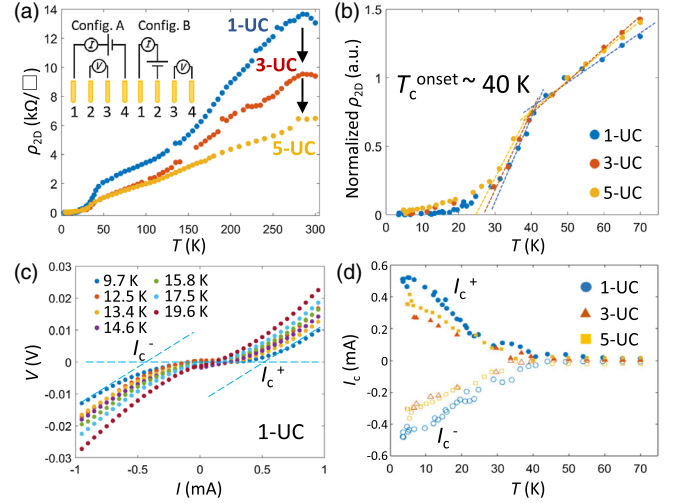 (a)
14
12
10
8
6
4
2
0
ρ2D (kΩ/□)
0 50 100 150 200 250 300
T (K)
Config. A Config. B
I
V
1 2 3 4
I
V
1 2 3 4
1-UC
3-UC
5-UC
(b)
1.5
1
0.5
0
Normalized ρ2D (a.u.)
0 10 20 30 40 50 60 70
T (K)
Tc onset ~ 40 K
1-UC
3-UC
5-UC
(c)
0.03
0.02
0.01
0
-0.01
-0.02
-0.03
V (V)
-1 -0.5 0 0.5 1
I (mA)
9.7 K 15.8 K
12.5 K 17.5 K
13.4 K 19.6 K
14.6 K
Ic-
Ic+
1-UC
(d)
0.6
0.4
0.2
0
-0.2
-0.4
-0.6
Ic (mA)
0 10 20 30 40 50 60 70
T (K)
Ic+
Ic-
1-UC
3-UC
5-UC